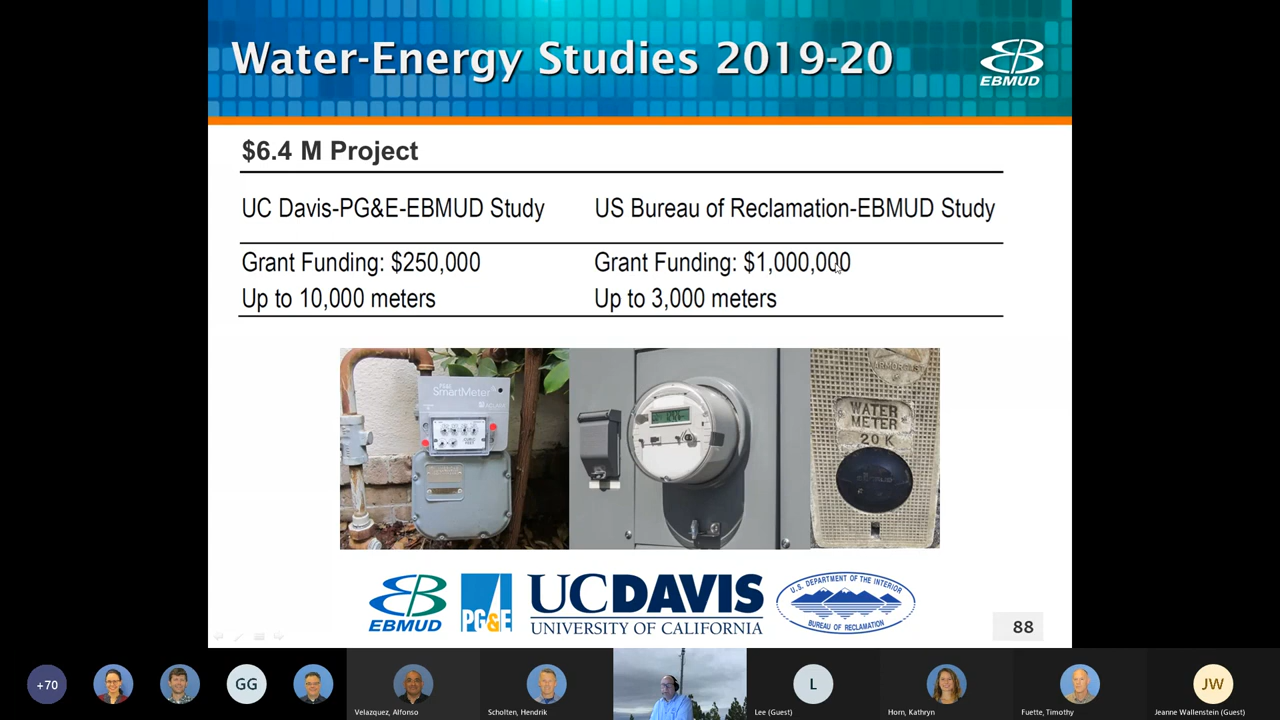 Water-Energy Studies 2019-20
EBMUD
$6.4 M Project
UC Davis-PG&E-EBMUD Study
US Bureau of Reclamation-EBMUD Study
Grant Funding: $250,000
Grant Funding: $1,000,000
Up to 10,000 meters
Up to 3,000 meters
SmartMeter
ARMORCAST
WATER
METER
20 K
EBMUD
PG&E
UCDAVIS
UNIVERSITY OF CALIFORNIA
U.S. DEPARTMENT OF THE INTERIOR
BUREAU OF RECLAMATION
88
+70
GG
L
JW
Velazquez, Alfonso
Scholten, Hendrik
Lee (Guest)
Horn, Kathryn
Fuette, Timothy
Jeanne Wallenstein (Guest)